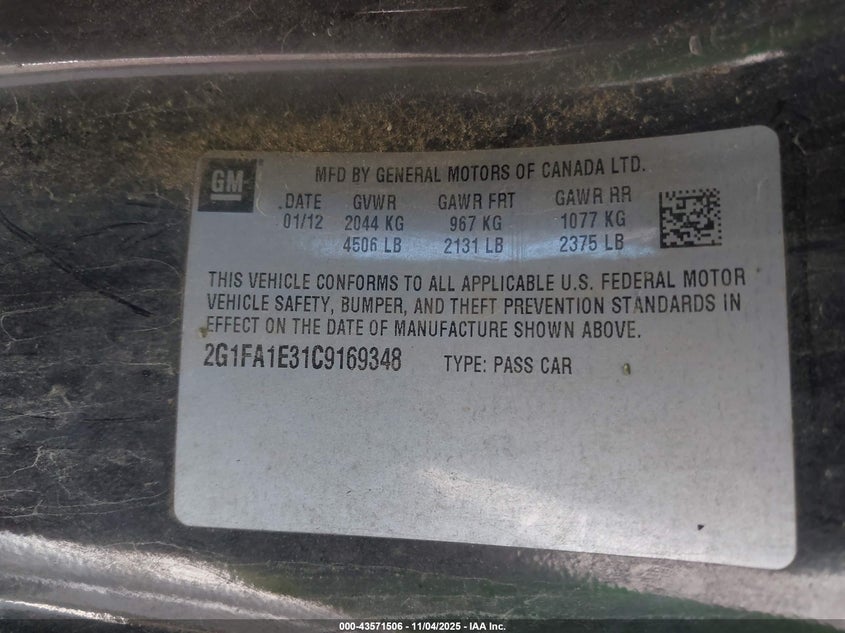 GM
MFD BY GENERAL MOTORS OF CANADA LTD.
DATE GVWR GAWR FRT GAWR RR
01/12 2044 KG 967 KG 1077 KG
4506 LB 2131 LB 2375 LB
THIS VEHICLE CONFORMS TO ALL APPLICABLE U.S. FEDERAL MOTOR
VEHICLE SAFETY, BUMPER, AND THEFT PREVENTION STANDARDS IN
EFFECT ON THE DATE OF MANUFACTURE SHOWN ABOVE.
2G1FA1E31C9169348 TYPE: PASS CAR
000-43571506 - 11/04/2025 - IAA Inc.